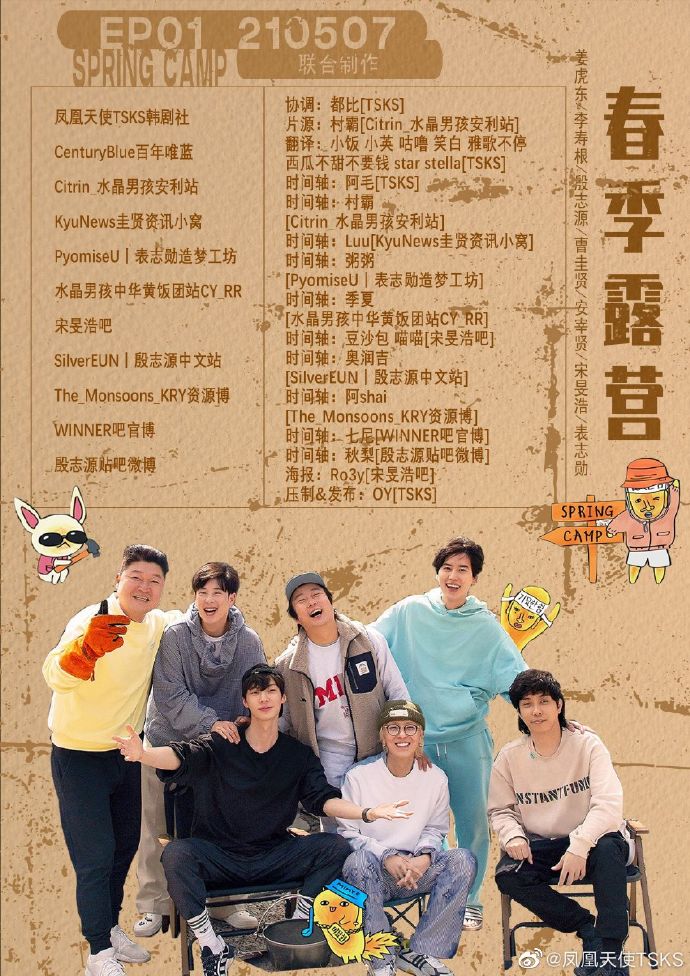 EP01 210507
SPRING CAMP
联合制作
春季露营
姜虎东/李寿根/殷志源/曹圭贤/安宰贤/宋旻浩/表志勋
凤凰天使TSKS韩剧社
CenturyBlue百年唯蓝
Citrin_水晶男孩安利站
KyuNews圭贤资讯小窝
PyomiseU丨表志勋造梦工坊
水晶男孩中华黄饭团站CY_RR
宋旻浩吧
SilverEUN丨殷志源中文站
The_Monsoons_KRY资源博
WINNER吧官博
殷志源贴吧微博
协调：都比[TSKS]
片源：村霸[Citrin_水晶男孩安利站]
翻译：小饭 小英 咕噜 笑白 雅歌不停
西瓜不甜不要钱 star stella[TSKS]
时间轴：阿毛[TSKS]
时间轴：村霸
[Citrin_水晶男孩安利站]
时间轴：Luu[KyuNews圭贤资讯小窝]
时间轴：粥粥
[PyomiseU丨表志勋造梦工坊]
时间轴：季夏
[水晶男孩中华黄饭团站CY_RR]
时间轴：豆沙包 喵喵[宋旻浩吧]
时间轴：奥润吉
[SilverEUN丨殷志源中文站]
时间轴：阿shai
[The_Monsoons_KRY资源博]
时间轴：七月[WINNER吧官博]
时间轴：秋梨[殷志源贴吧微博]
海报：Ro3y[宋旻浩吧]
压制&发布：OY[TSKS]
SPRING
CAMP
INSTANTFUNK
@凤凰天使TSKS